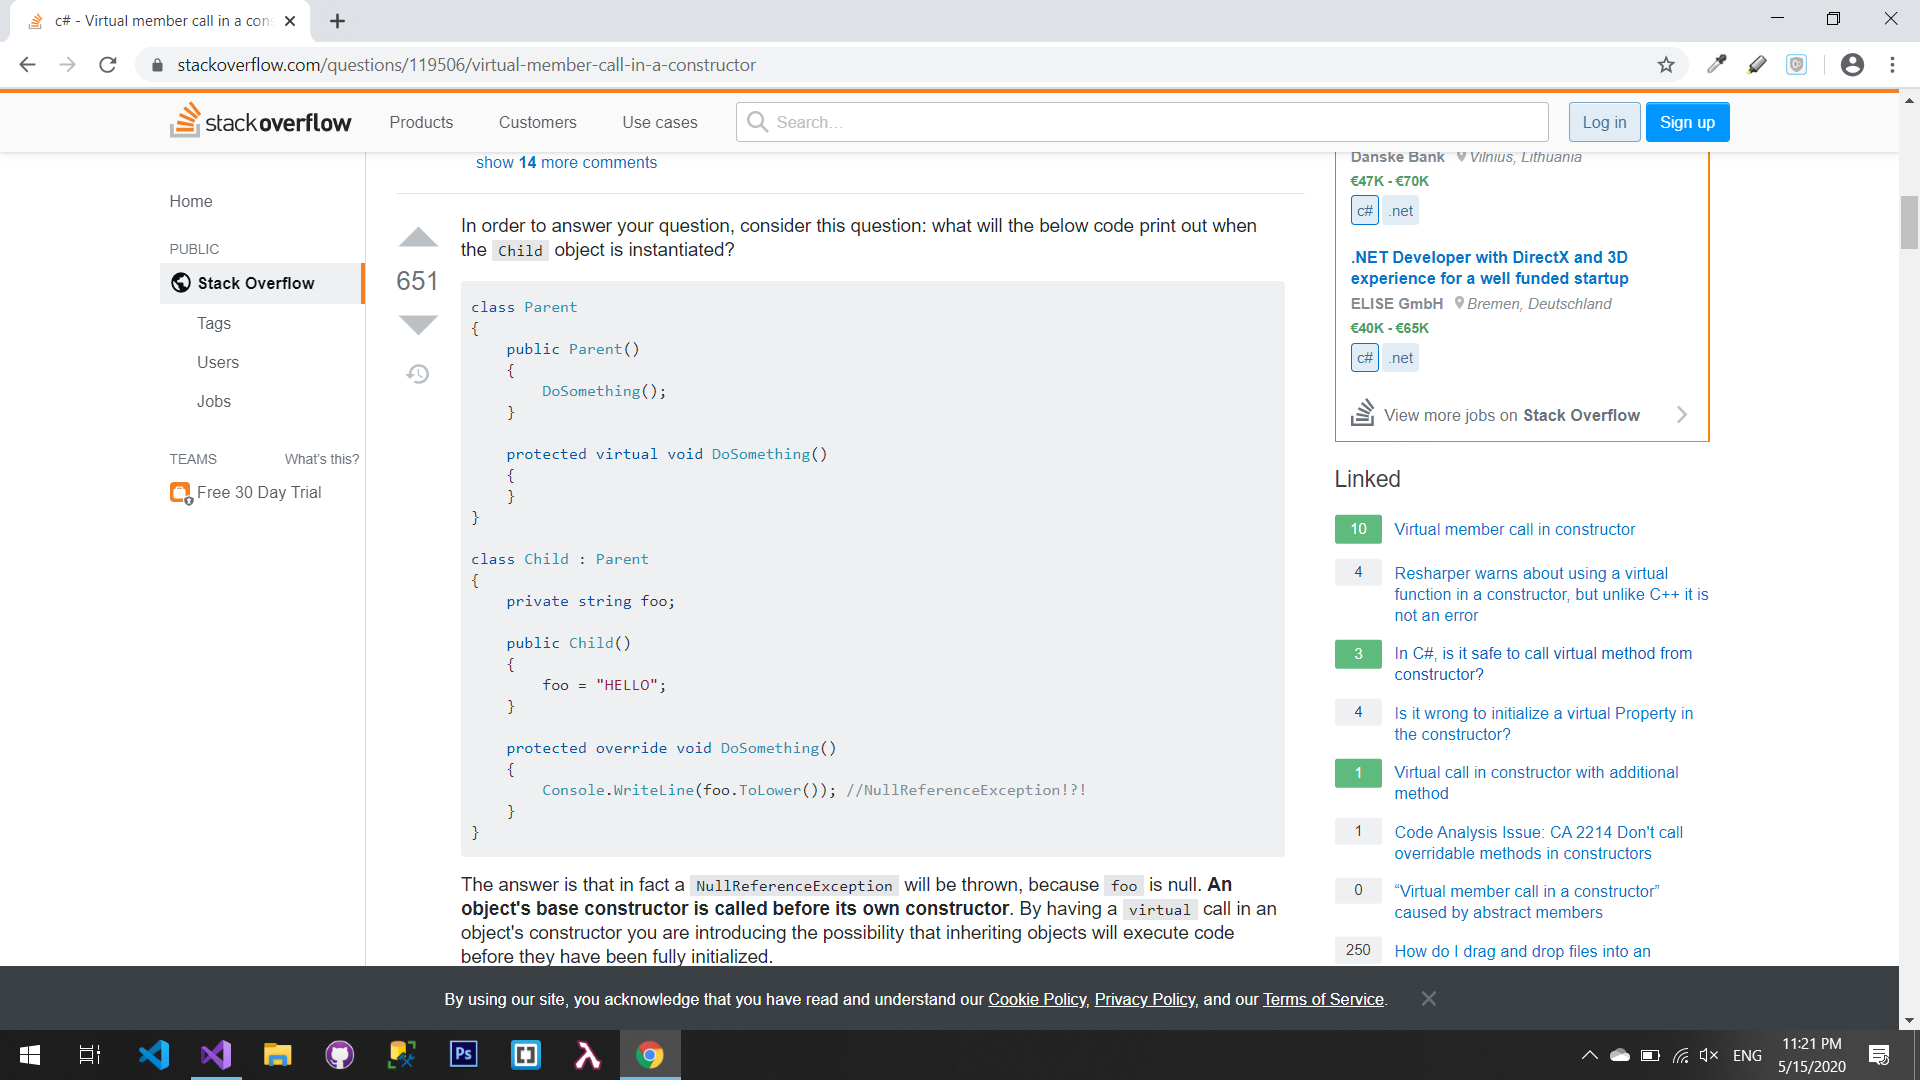 c# - Virtual member call in a con
stackoverflow.com/questions/119506/virtual-member-call-in-a-constructor
stackoverflow
Products
Customers
Use cases
Search...
Log in
Sign up
Home
PUBLIC
Stack Overflow
Tags
Users
Jobs
TEAMS
What's this?
Free 30 Day Trial
show 14 more comments
651
In order to answer your question, consider this question: what will the below code print out when
the Child object is instantiated?
class Parent
{
    public Parent()
    {
        DoSomething();
    }

    protected virtual void DoSomething()
    {
    }
}

class Child : Parent
{
    private string foo;

    public Child()
    {
        foo = "HELLO";
    }

    protected override void DoSomething()
    {
        Console.WriteLine(foo.ToLower()); //NullReferenceException!?!
    }
}
The answer is that in fact a NullReferenceException will be thrown, because foo is null. An
object's base constructor is called before its own constructor. By having a virtual call in an
object's constructor you are introducing the possibility that inheriting objects will execute code
before they have been fully initialized.
Danske Bank Vilnius, Lithuania
€47K - €70K
c# .net
.NET Developer with DirectX and 3D
experience for a well funded startup
ELISE GmbH Bremen, Deutschland
€40K - €65K
c# .net
View more jobs on Stack Overflow
Linked
10 Virtual member call in constructor
4 Resharper warns about using a virtual
function in a constructor, but unlike C++ it is
not an error
3 In C#, is it safe to call virtual method from
constructor?
4 Is it wrong to initialize a virtual Property in
the constructor?
1 Virtual call in constructor with additional
method
1 Code Analysis Issue: CA 2214 Don't call
overridable methods in constructors
0 “Virtual member call in a constructor”
caused by abstract members
250 How do I drag and drop files into an
By using our site, you acknowledge that you have read and understand our Cookie Policy, Privacy Policy, and our Terms of Service.
Ps
ENG
11:21 PM
5/15/2020